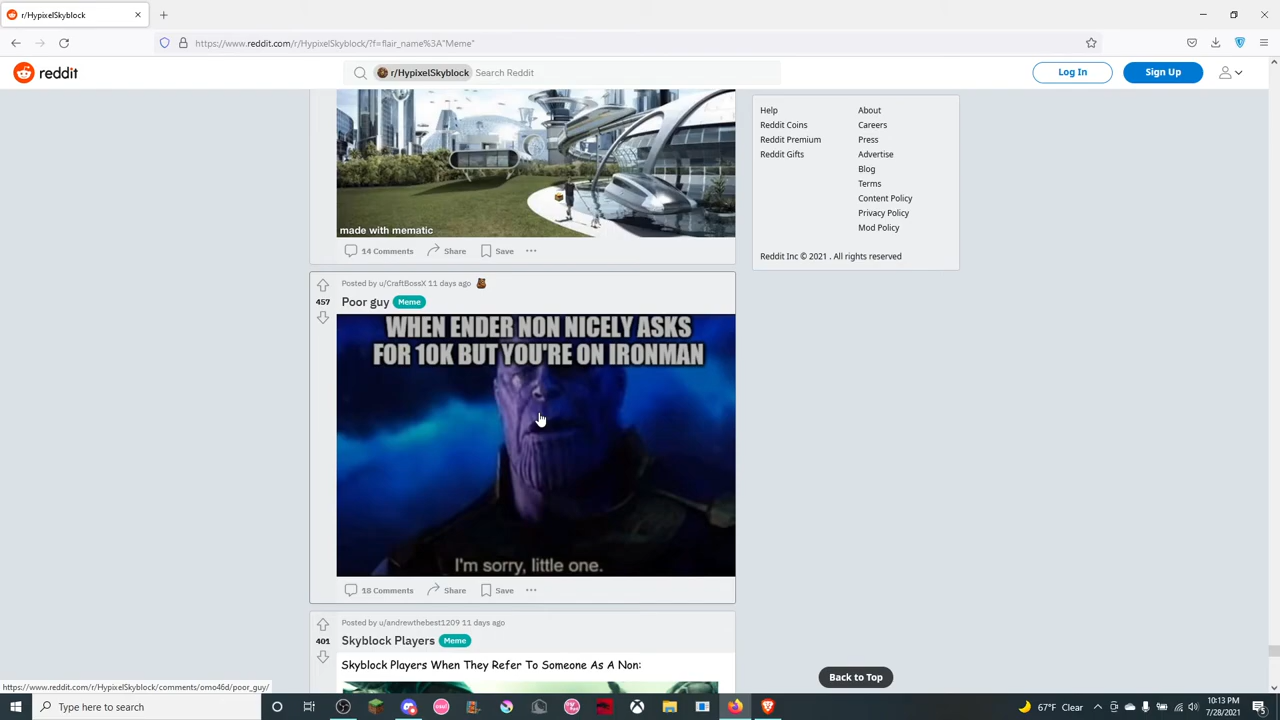 r/HypixelSkyblock
https://www.reddit.com/r/HypixelSkyblock/?f=flair_name%3A"Meme"
reddit
r/HypixelSkyblock Search Reddit
Log In
Sign Up
made with mematic
14 Comments Share Save
Posted by u/CraftBossX 11 days ago
457
Poor guy Meme
WHEN ENDER NON NICELY ASKS
FOR 10K BUT YOU'RE ON IRONMAN
I'm sorry, little one.
18 Comments Share Save
Posted by u/andrewthebest1209 11 days ago
401
Skyblock Players Meme
Skyblock Players When They Refer To Someone As A Non:
Help About
Reddit Coins Careers
Reddit Premium Press
Reddit Gifts Advertise
Blog
Terms
Content Policy
Privacy Policy
Mod Policy
Reddit Inc © 2021 . All rights reserved
Back to Top
https://www.reddit.com/r/HypixelSkyblock/comments/omo46d/poor_guy/
Type here to search
osu!
67°F Clear
10:13 PM
7/28/2021
5